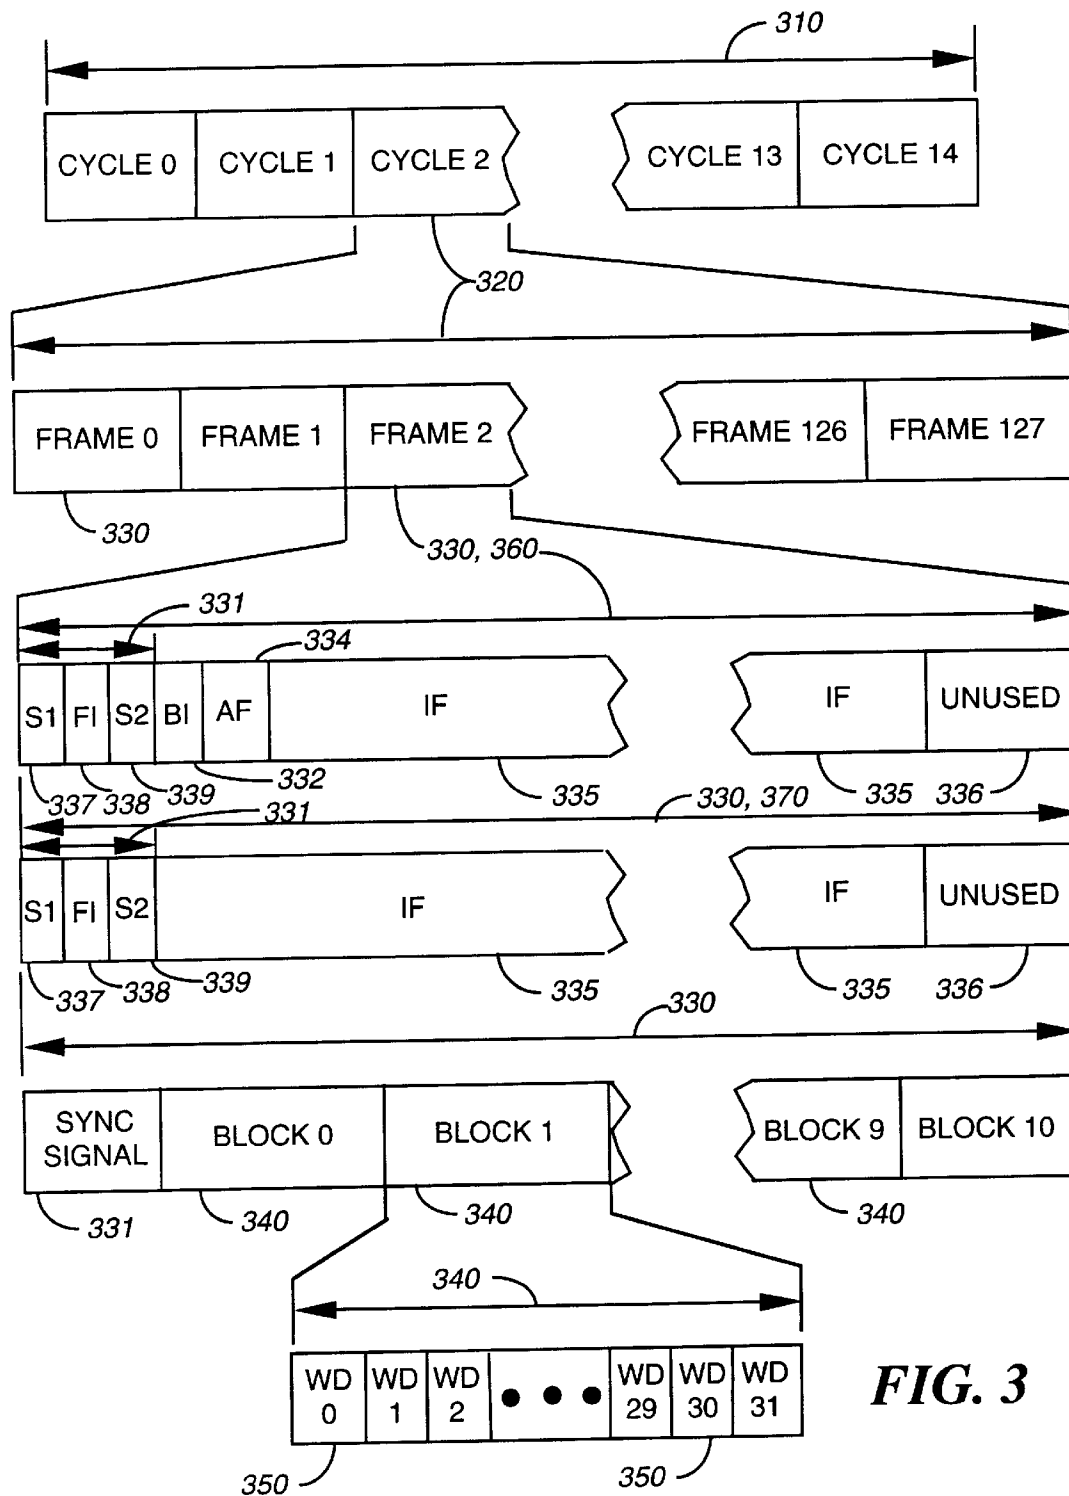 310
CYCLE 0 CYCLE 1 CYCLE 2 CYCLE 13 CYCLE 14
320
FRAME 0 FRAME 1 FRAME 2 FRAME 126 FRAME 127
330 330, 360
331
334
S1 FI S2 BI AF IF IF UNUSED
337 338 339 332 335 335 336
331 330, 370
S1 FI S2 IF IF UNUSED
337 338 339 335 335 336
330
SYNC SIGNAL BLOCK 0 BLOCK 1 BLOCK 9 BLOCK 10
331 340 340 340
340
WD 0 WD 1 WD 2 WD 29 WD 30 WD 31
350 350
FIG. 3